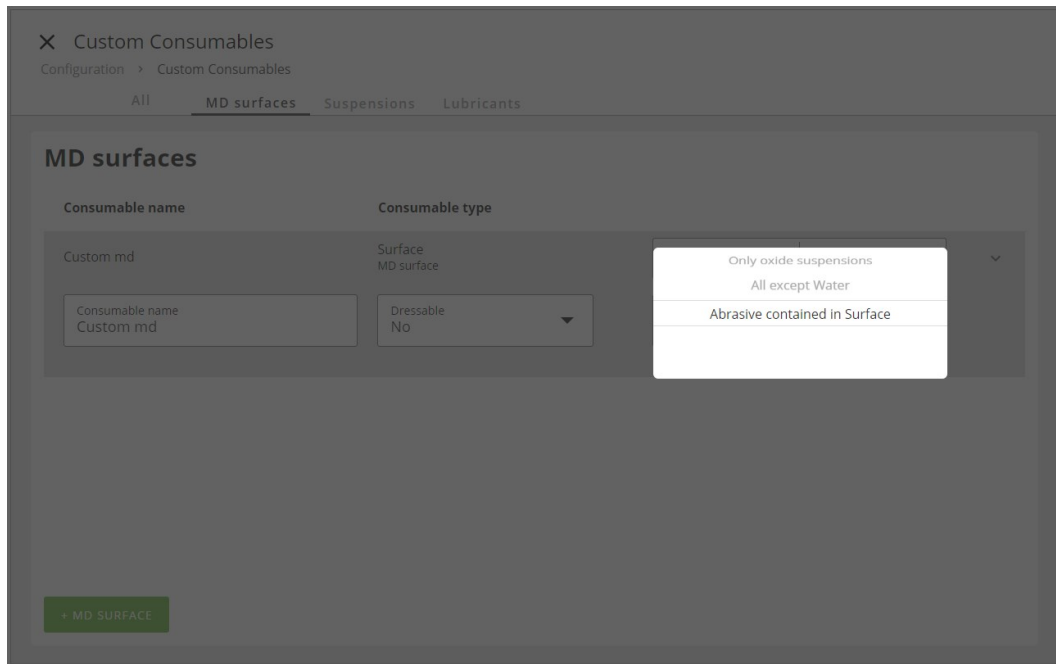 Custom Consumables
Configuration > Custom Consumables
All MD surfaces Suspensions Lubricants
MD surfaces
Consumable name Consumable type
Custom md
Surface
MD surface
Only oxide suspensions
All except Water
Abrasive contained in Surface
Consumable name
Custom md
Dressable
No
+ MD SURFACE